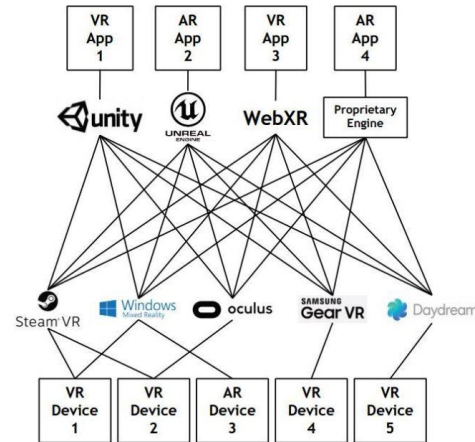 VR
App
1
AR
App
2
VR
App
3
AR
App
4
unity
UNREAL
ENGINE
WebXR
Proprietary
Engine
Steam VR
Windows
Mixed Reality
oculus
SAMSUNG
Gear VR
Daydream
VR
Device
1
VR
Device
2
AR
Device
3
VR
Device
4
VR
Device
5